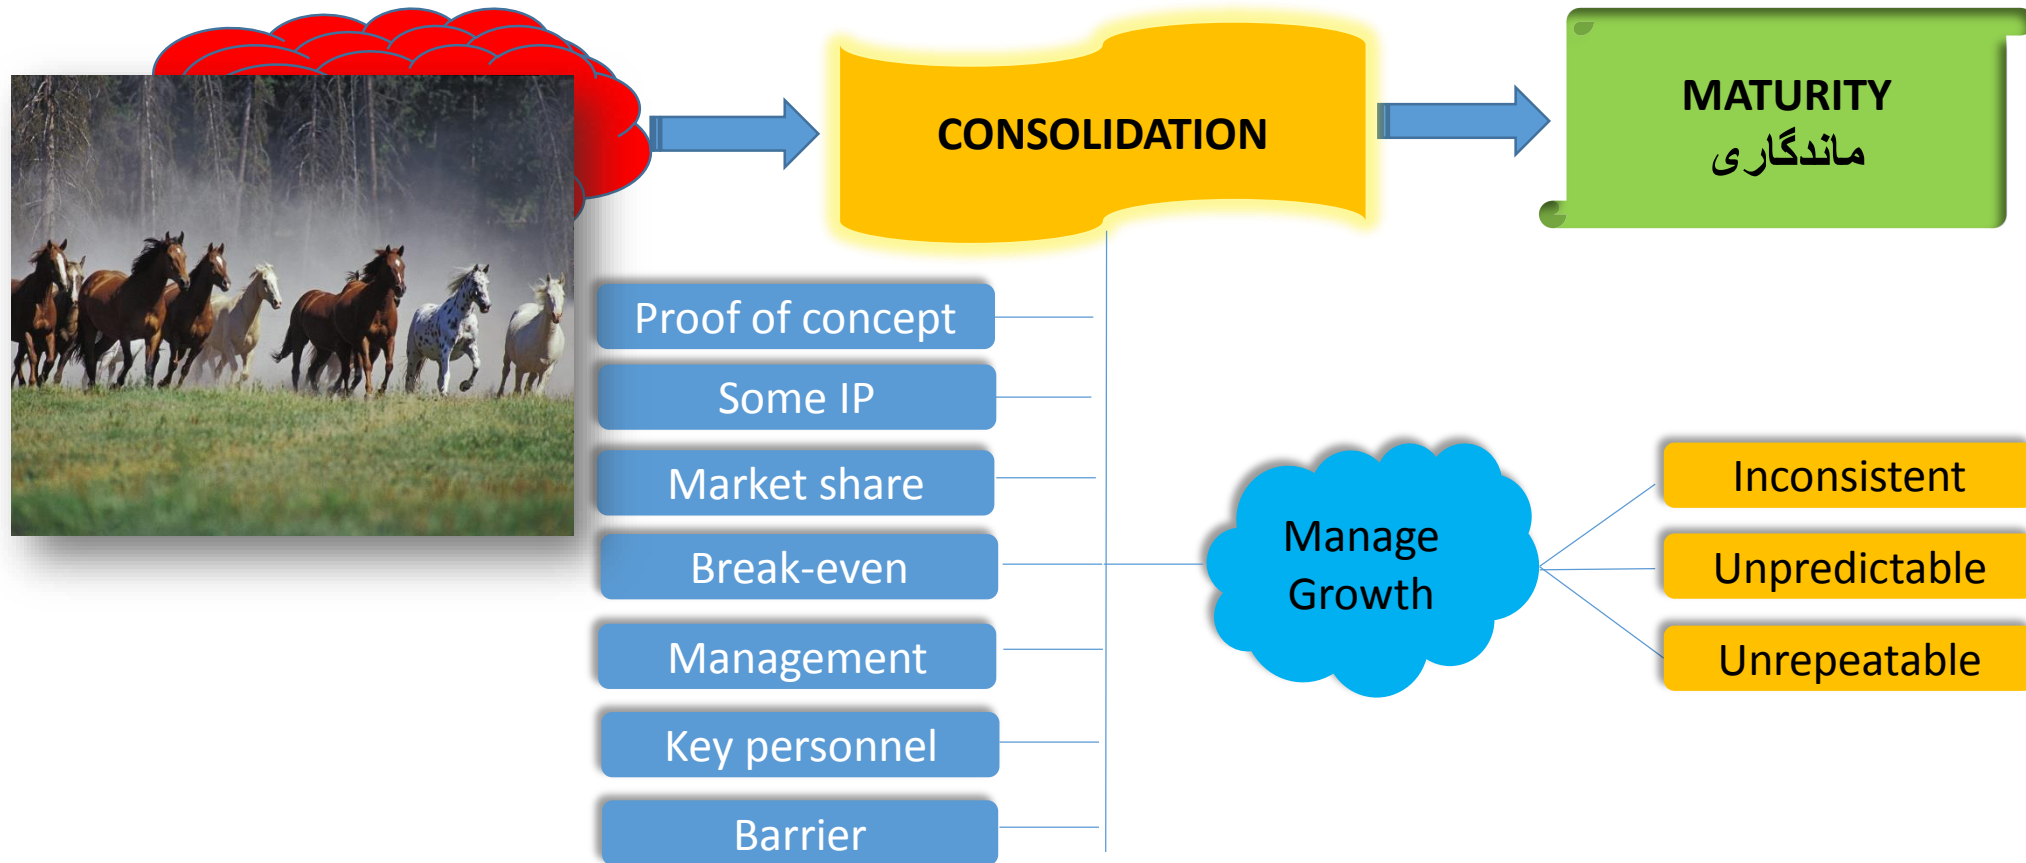 CONSOLIDATION
MATURITY
ماندگاری
Proof of concept
Some IP
Market share
Break-even
Management
Key personnel
Barrier
Manage
Growth
Inconsistent
Unpredictable
Unrepeatable